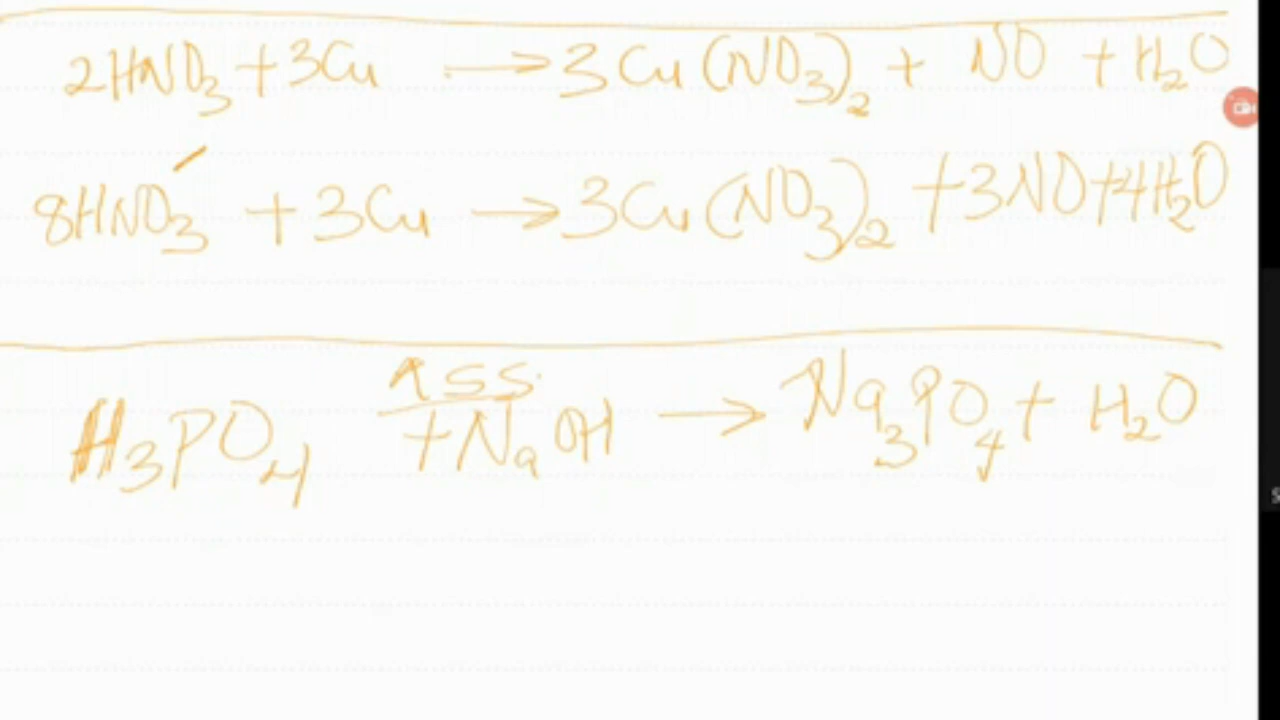 2HNO3 + 3Cu → 3Cu(NO3)2 + NO + H2O
8HNO3 + 3Cu → 3Cu(NO3)2 + 3NO + 4H2O
Ass.
H3PO4 + NaOH → Na3PO4 + H2O